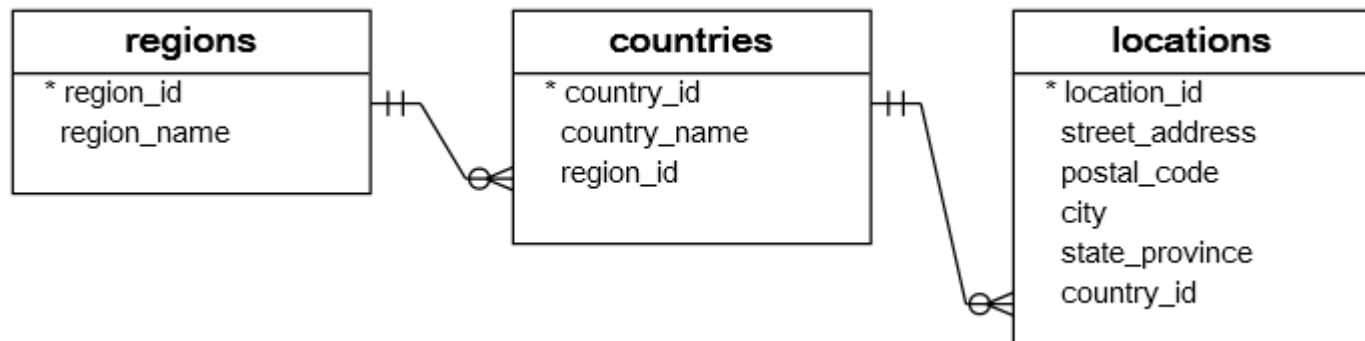 regions
* region_id
region_name
countries
* country_id
country_name
region_id
locations
* location_id
street_address
postal_code
city
state_province
country_id